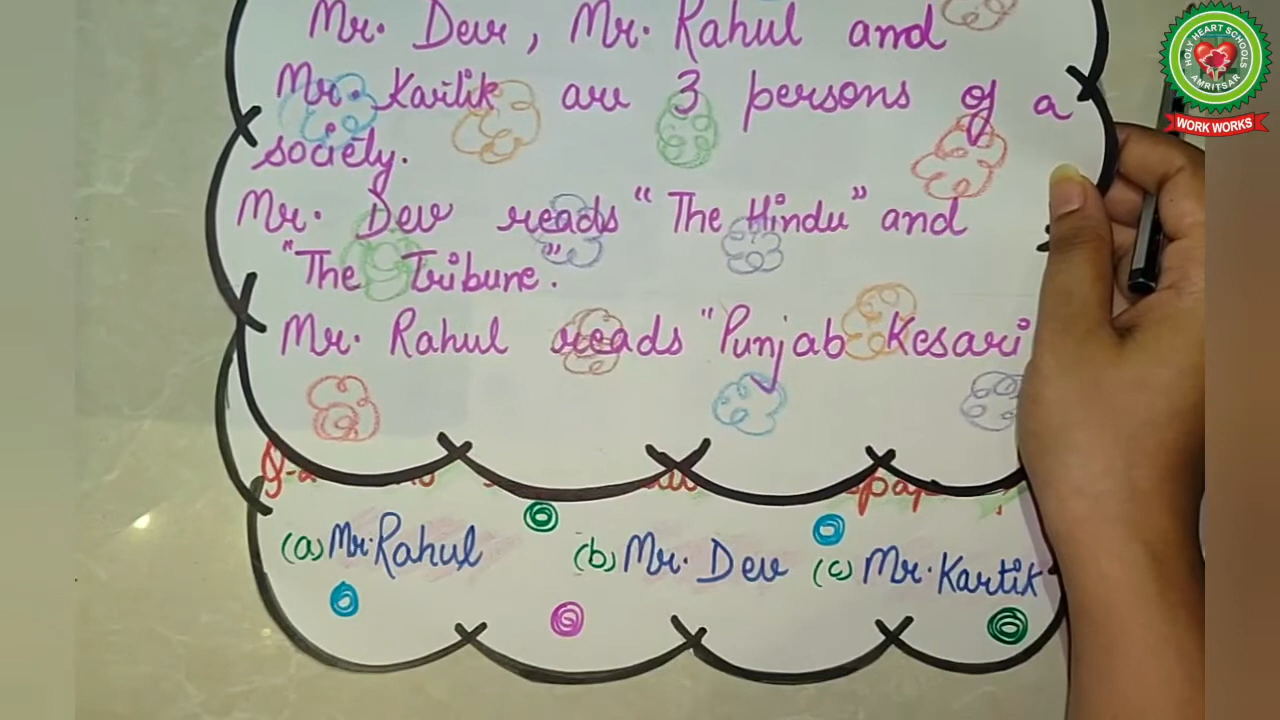 Mr. Dev, Mr. Rahul and
Mr. Kartik are 3 persons of a
society.
Mr. Dev reads "The Hindu" and
"The Tribune."
Mr. Rahul reads "Punjab Kesari
(a) Mr. Rahul (b) Mr. Dev (c) Mr. Kartik
HOLY HEART SCHOOLS
AMRITSAR
WORK WORKS